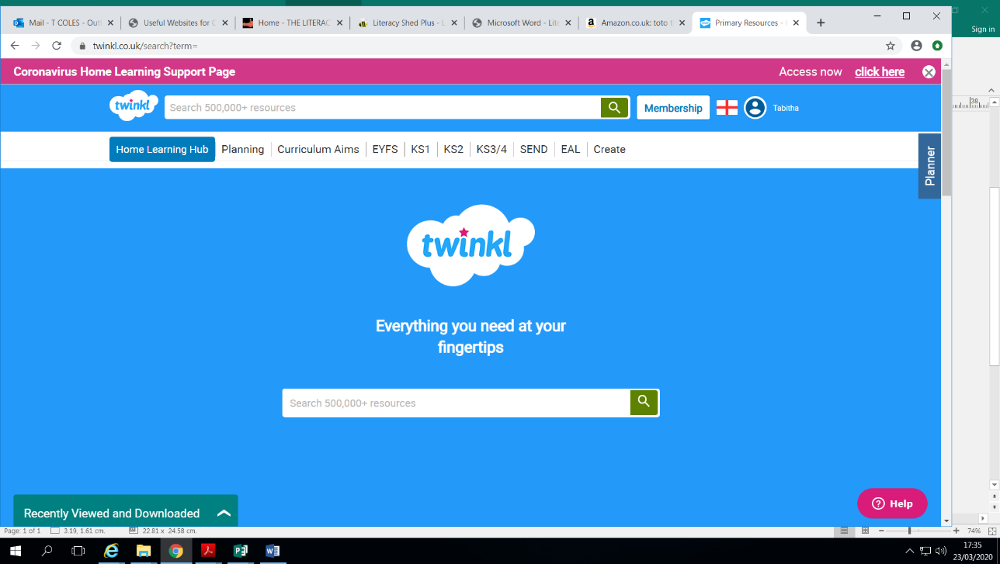 Mail - T COLES - Out
Useful Websites for C
Home - THE LITERAC
Literacy Shed Plus - L
Microsoft Word - Lite
Amazon.co.uk: toto t
Primary Resources -
Sign in
twinkl.co.uk/search?term=
Coronavirus Home Learning Support Page
Access now click here
twinkl
Search 500,000+ resources
Membership
Tabitha
38
Home Learning Hub
Planning
Curriculum Aims
EYFS
KS1
KS2
KS3/4
SEND
EAL
Create
Planner
twinkl
Everything you need at your
fingertips
Search 500,000+ resources
Help
Recently Viewed and Downloaded
Page: 1 of 1
3.19, 1.61 cm.
22.81 x 24.58 cm.
74%
17:35
23/03/2020